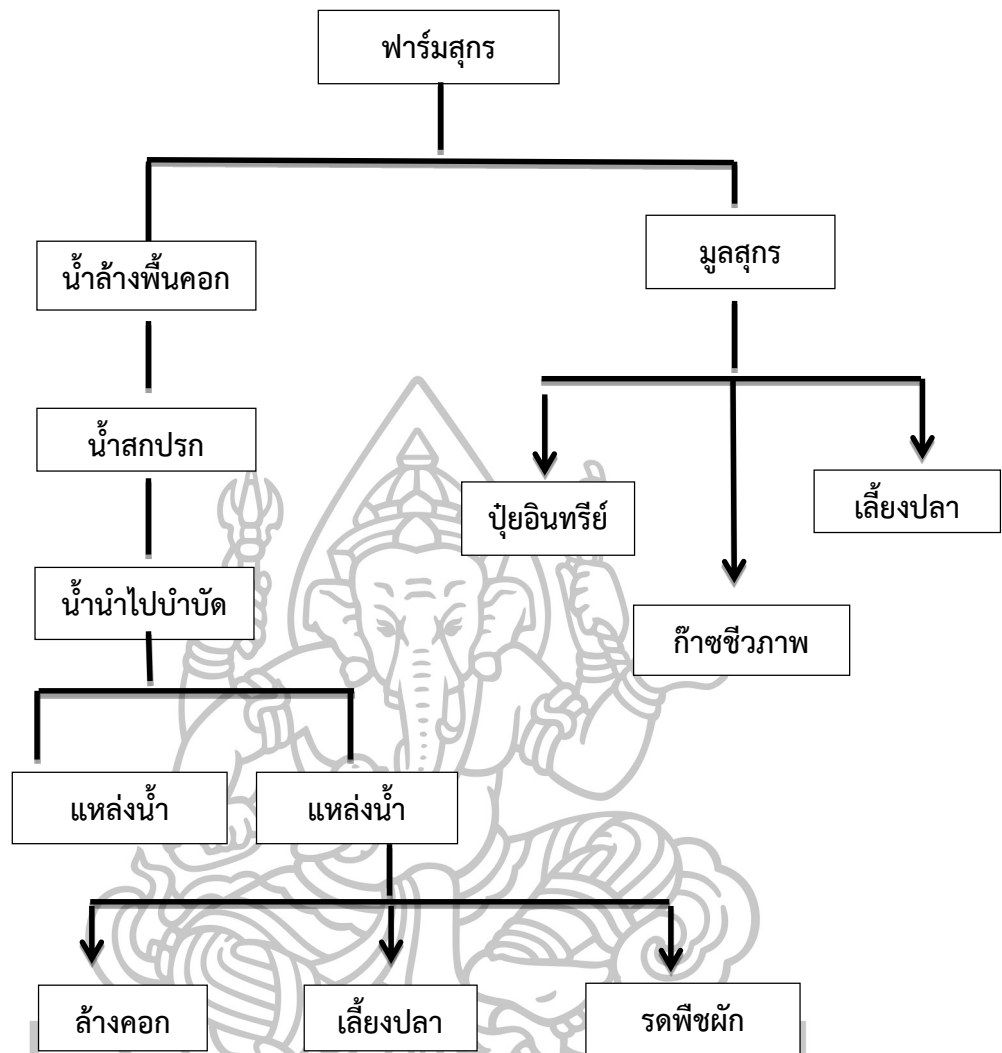 ฟาร์มสุกร
น้ำล้างพื้นคอก
มูลสุกร
น้ำสกปรก
ปุ๋ยอินทรีย์
เลี้ยงปลา
น้ำนำไปบำบัด
ก๊าซชีวภาพ
แหล่งน้ำ
แหล่งน้ำ
ล้างคอก
เลี้ยงปลา
รดพืชผัก